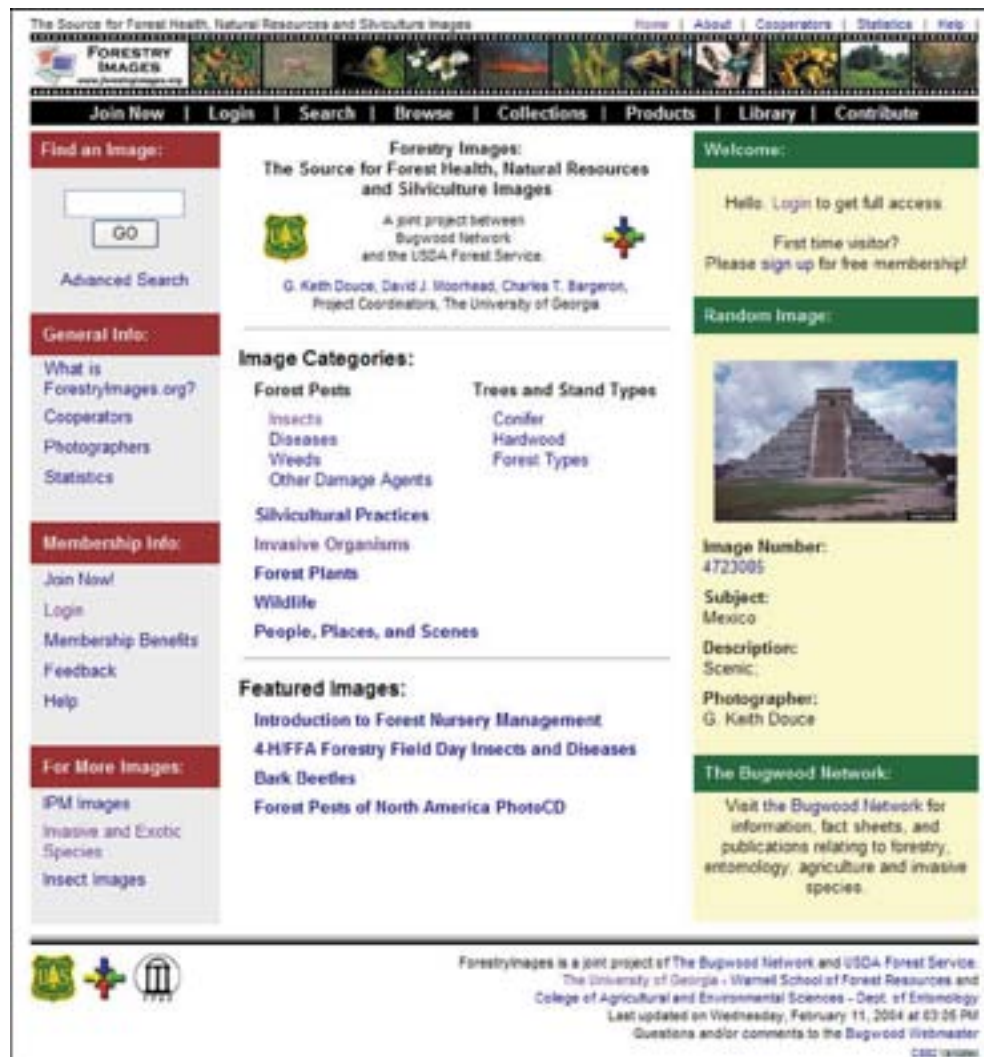 The Source for Forest Health, Natural Resources and Silviculture Images
Home | About | Cooperators | Statistics | Help |
FORESTRY
IMAGES
www.forestryimages.org
Join Now | Login | Search | Browse | Collections | Products | Library | Contribute
Find an Image:
GO
Advanced Search
General Info:
What is
ForestryImages.org?
Cooperators
Photographers
Statistics
Membership Info:
Join Now!
Login
Membership Benefits
Feedback
Help
For More Images:
IPM Images
Invasive and Exotic
Species
Insect Images
Forestry Images:
The Source for Forest Health, Natural Resources
and Silviculture Images
A joint project between
Bugwood Network
and the USDA Forest Service.
G. Keith Douce, David J. Moorhead, Charles T. Bargeron,
Project Coordinators, The University of Georgia
Image Categories:
Forest Pests
Insects
Diseases
Weeds
Other Damage Agents
Trees and Stand Types
Conifer
Hardwood
Forest Types
Silvicultural Practices
Invasive Organisms
Forest Plants
Wildlife
People, Places, and Scenes
Featured Images:
Introduction to Forest Nursery Management
4-H/FFA Forestry Field Day Insects and Diseases
Bark Beetles
Forest Pests of North America PhotoCD
Welcome:
Hello. Login to get full access
First time visitor?
Please sign up for free membership!
Random Image:
Image Number:
4723085
Subject:
Mexico
Description:
Scenic;
Photographer:
G. Keith Douce
The Bugwood Network:
Visit the Bugwood Network for
information, fact sheets, and
publications relating to forestry,
entomology, agriculture and invasive
species.
UAS
ForestryImages is a joint project of The Bugwood Network and USDA Forest Service.
The University of Georgia - Warnell School of Forest Resources and
College of Agricultural and Environmental Sciences - Dept. of Entomology
Last updated on Wednesday, February 11, 2004 at 03:05 PM
Questions and/or comments to the Bugwood Webmaster